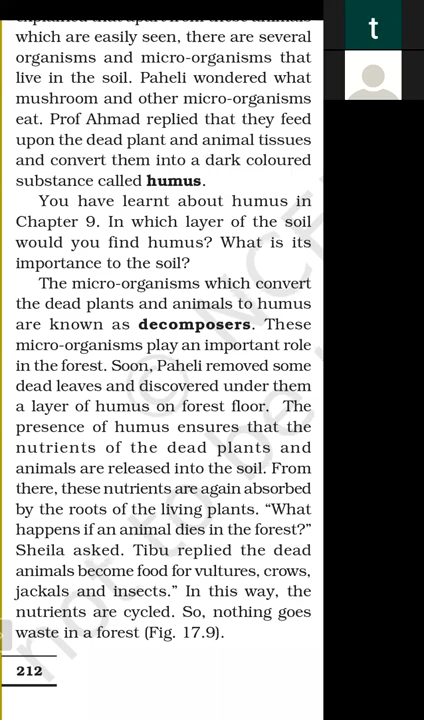 which are easily seen, there are several
organisms and micro-organisms that
live in the soil. Paheli wondered what
mushroom and other micro-organisms
eat. Prof Ahmad replied that they feed
upon the dead plant and animal tissues
and convert them into a dark coloured
substance called humus.
You have learnt about humus in
Chapter 9. In which layer of the soil
would you find humus? What is its
importance to the soil?
The micro-organisms which convert
the dead plants and animals to humus
are known as decomposers. These
micro-organisms play an important role
in the forest. Soon, Paheli removed some
dead leaves and discovered under them
a layer of humus on forest floor. The
presence of humus ensures that the
nutrients of the dead plants and
animals are released into the soil. From
there, these nutrients are again absorbed
by the roots of the living plants. “What
happens if an animal dies in the forest?”
Sheila asked. Tibu replied the dead
animals become food for vultures, crows,
jackals and insects.” In this way, the
nutrients are cycled. So, nothing goes
waste in a forest (Fig. 17.9).
212
t
© NCE
not to be